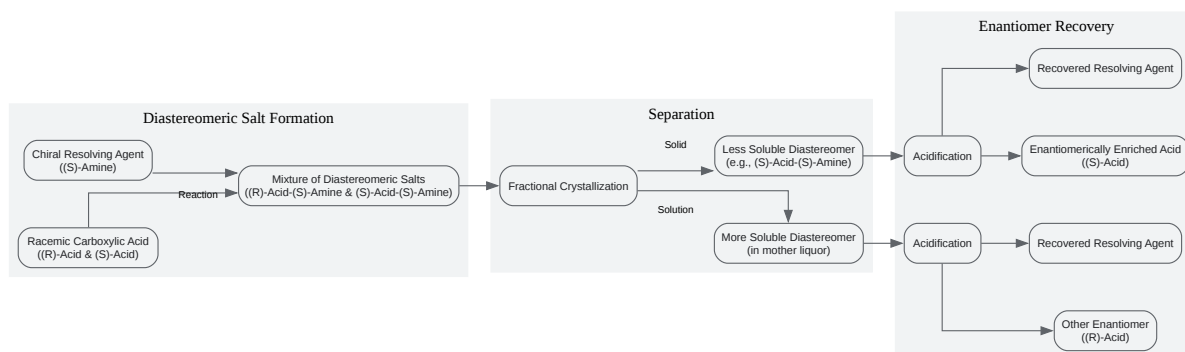 Diastereomeric Salt Formation
Chiral Resolving Agent
((S)-Amine)
Reaction
Racemic Carboxylic Acid
((R)-Acid & (S)-Acid)
Mixture of Diastereomeric Salts
((R)-Acid-(S)-Amine & (S)-Acid-(S)-Amine)
Separation
Fractional Crystallization
Solid
Solution
Less Soluble Diastereomer
(e.g., (S)-Acid-(S)-Amine)
More Soluble Diastereomer
(in mother liquor)
Enantiomer Recovery
Acidification
Recovered Resolving Agent
Enantiomerically Enriched Acid
((S)-Acid)
Acidification
Recovered Resolving Agent
Other Enantiomer
((R)-Acid)